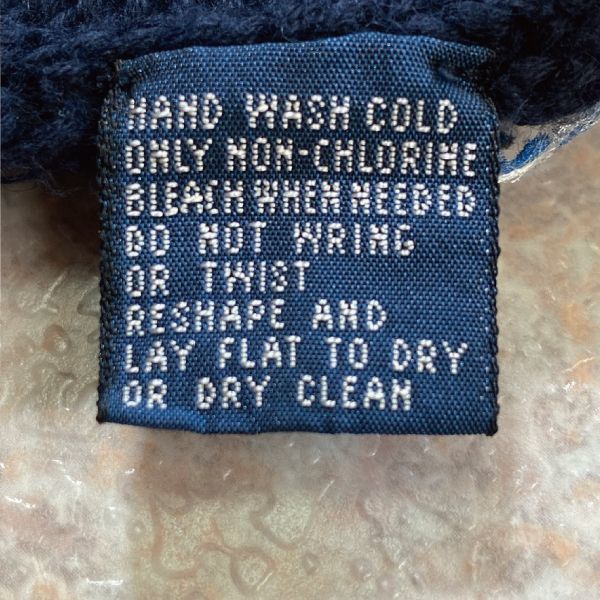 HAND WASH COLD
ONLY NON-CHLORINE
BLEACH WHEN NEEDED
DO NOT WRING
OR TWIST
RESHAPE AND
LAY FLAT TO DRY
OR DRY CLEAN